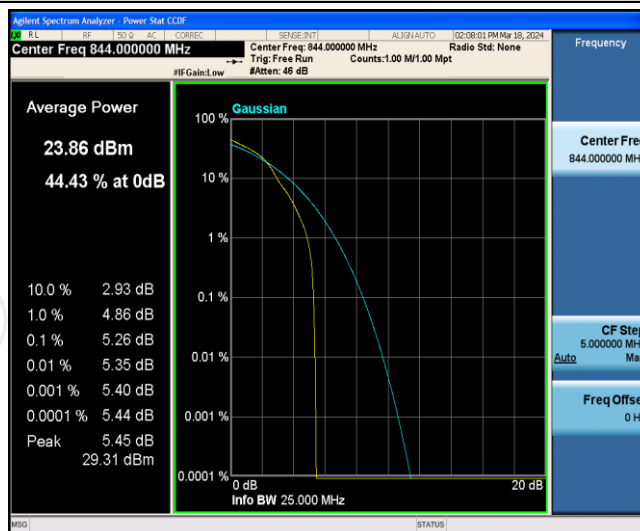 Agilent Spectrum Analyzer - Power Stat CCDF
RL RF 50 Ω AC CORREC SENSE:INT ALIGN AUTO 02:08:01 PM Mar 18, 2024
Center Freq 844.000000 MHz
Center Freq: 844.000000 MHz Radio Std: None
Trig: Free Run Counts:1.00 M/1.00 Mpt
#IFGain:Low #Atten: 46 dB
Frequency
Average Power
23.86 dBm
44.43 % at 0dB
10.0 % 2.93 dB
1.0 % 4.86 dB
0.1 % 5.26 dB
0.01 % 5.35 dB
0.001 % 5.40 dB
0.0001 % 5.44 dB
Peak 5.45 dB
29.31 dBm
Gaussian
100 %
10 %
1 %
0.1 %
0.01 %
0.001 %
0.0001 %
0 dB 20 dB
Info BW 25.000 MHz
Center Fre
844.000000 MH
CF Step
5.000000 MH
Auto Ma
Freq Offse
0 H
MSG STATUS